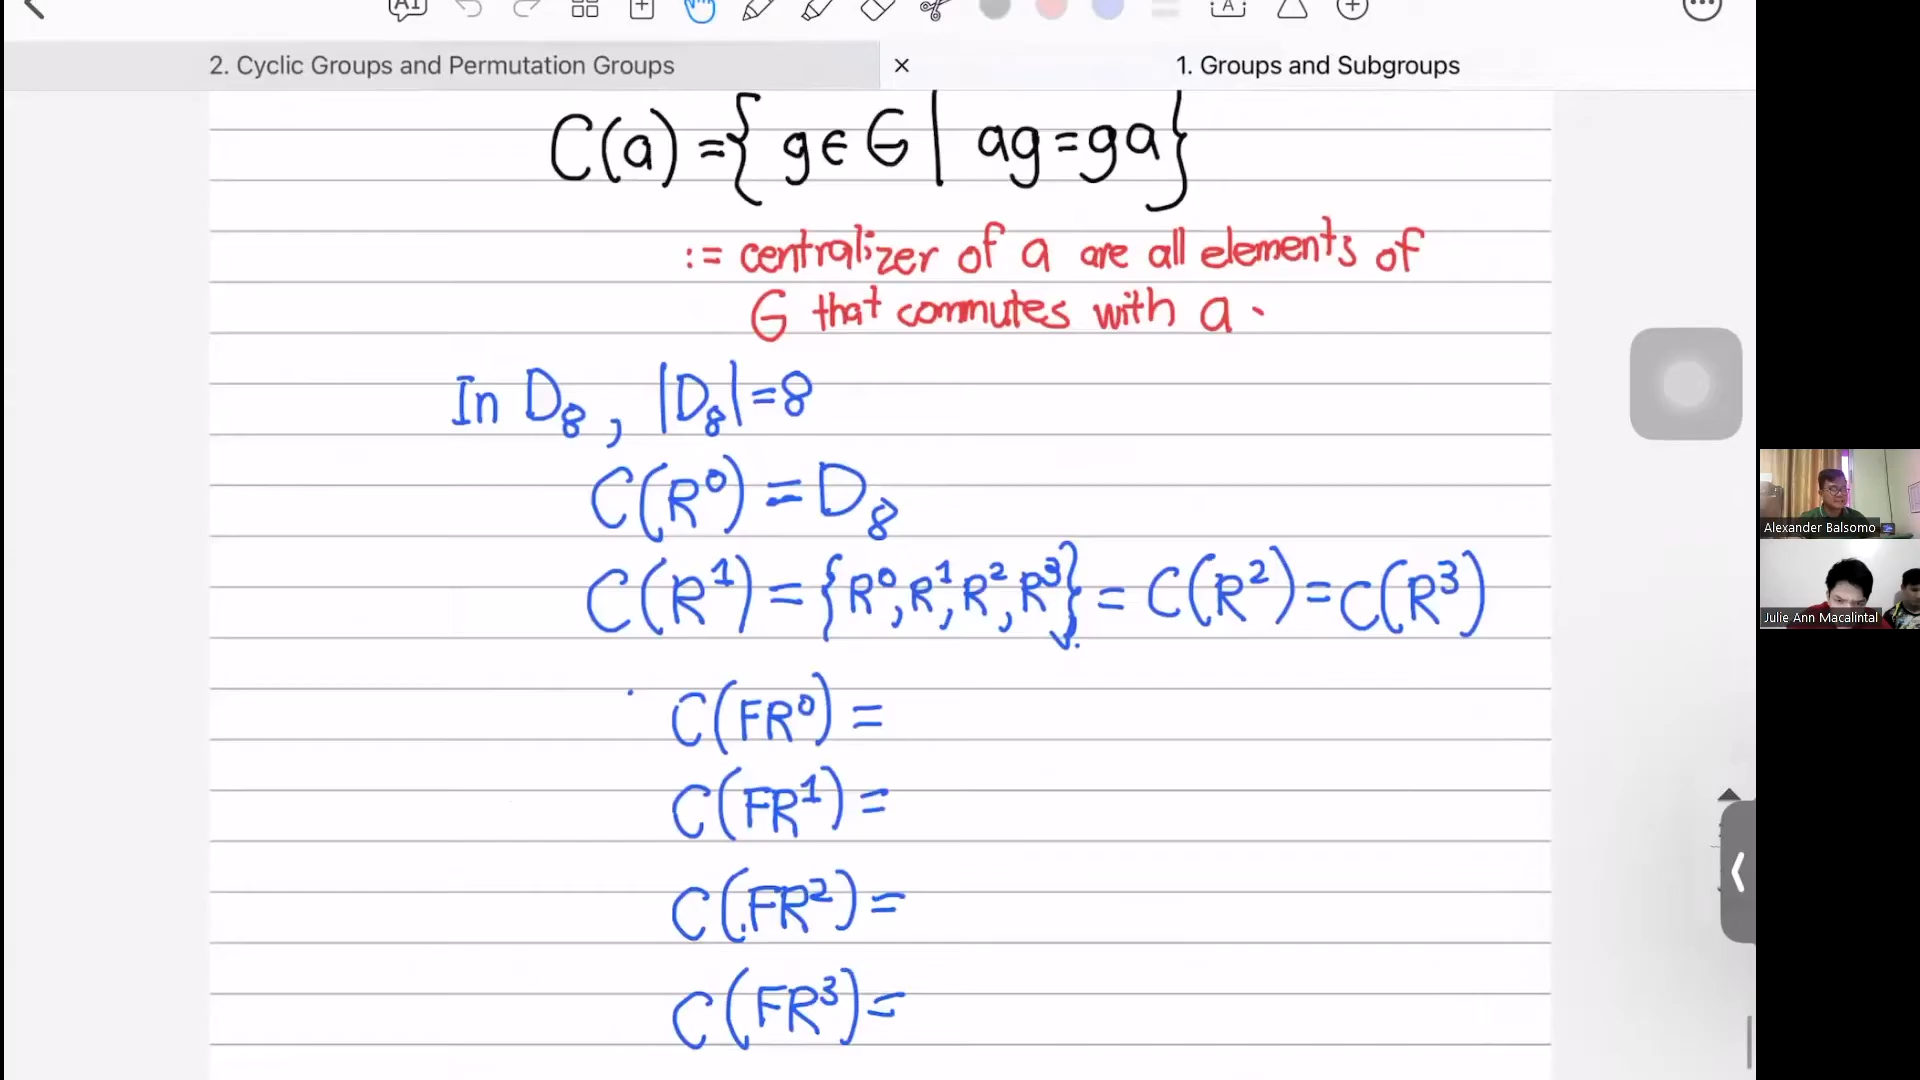 2. Cyclic Groups and Permutation Groups
1. Groups and Subgroups
C(a) = { g ∈ G | ag = ga }
:= centralizer of a are all elements of
G that commutes with a.
In D₈, |D₈| = 8
C(R⁰) = D₈
C(R¹) = {R⁰, R¹, R², R³} = C(R²) = C(R³)
C(FR⁰) =
C(FR¹) =
C(FR²) =
C(FR³) =
Alexander Balsomo
Julie Ann Macalintal